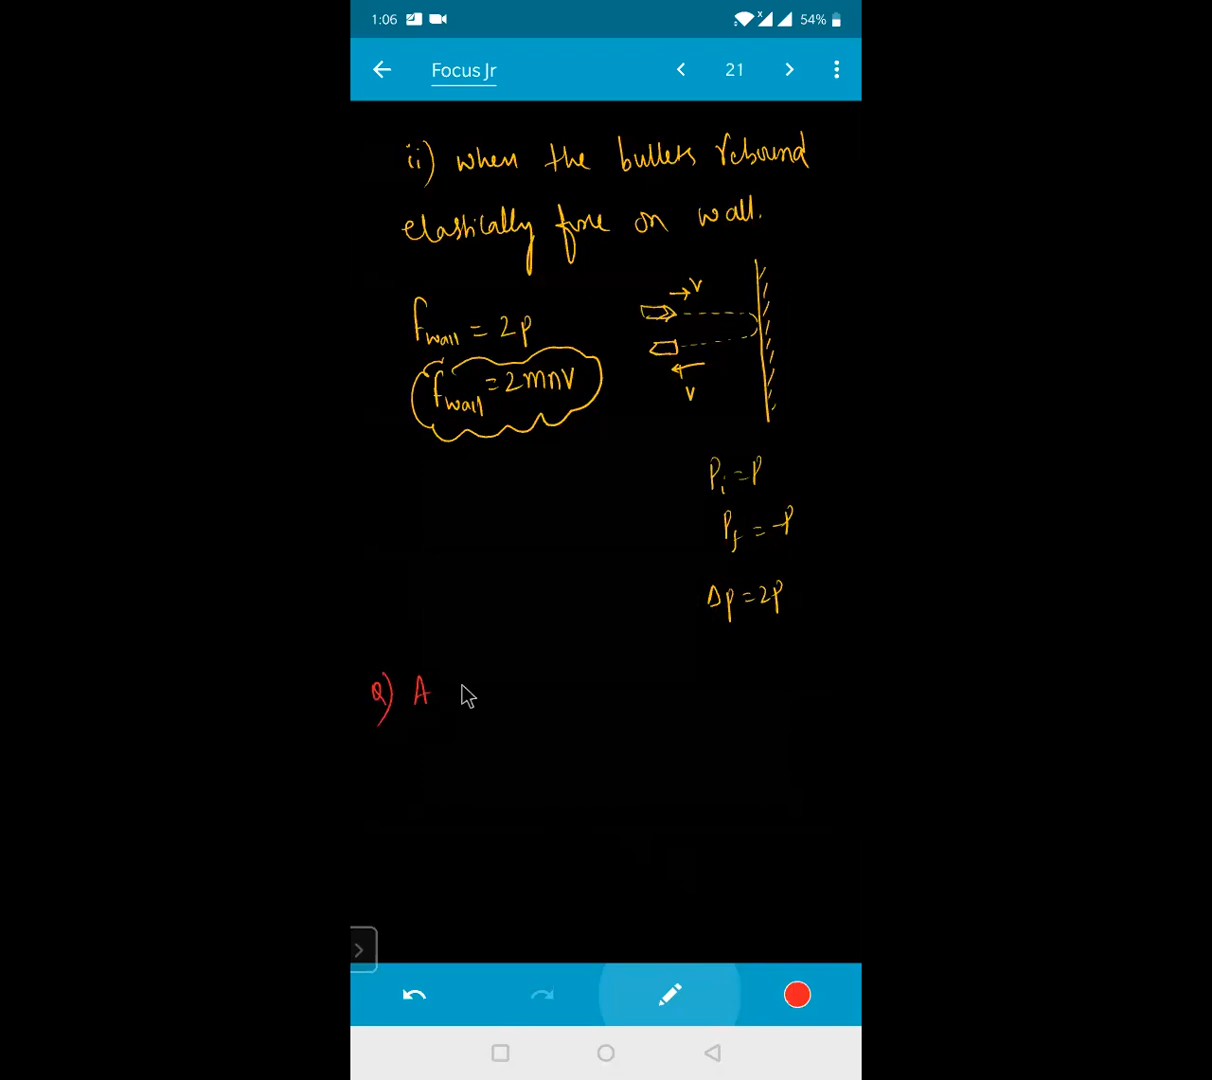 1:06 54%
Focus Jr 21
ii) when the bullets rebound
elastically force on wall.
→v
Fwall = 2p
Fwall = 2mnv
v
Pi = P
Pf = -P
Δp = 2P
Q) A